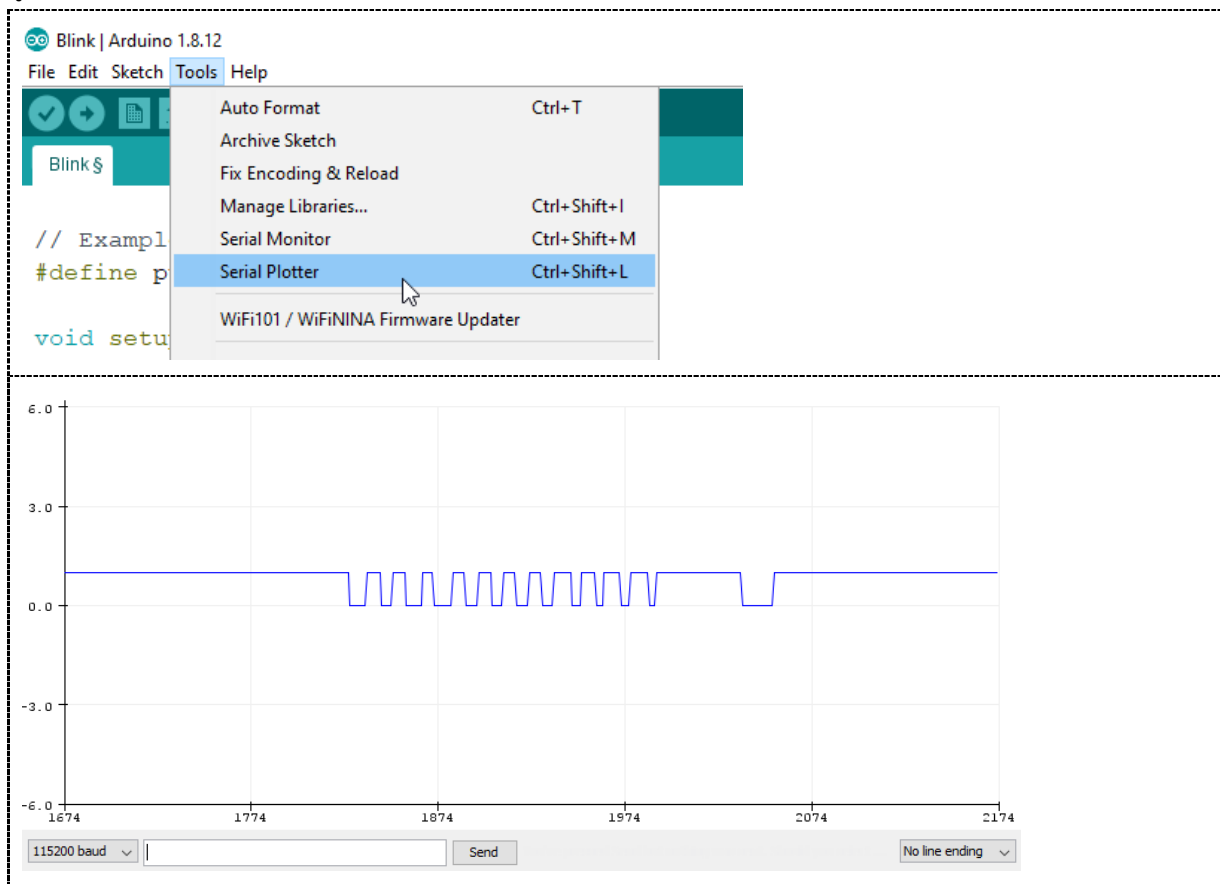 Blink | Arduino 1.8.12
File Edit Sketch Tools Help
Auto Format Ctrl+T
Archive Sketch
Fix Encoding & Reload
Blink §
Manage Libraries... Ctrl+Shift+I
// Exampl
Serial Monitor Ctrl+Shift+M
#define p
Serial Plotter Ctrl+Shift+L
WiFi101 / WiFiNINA Firmware Updater
void setu
6.0
3.0
0.0
-3.0
-6.0
1674 1774 1874 1974 2074 2174
115200 baud Send No line ending